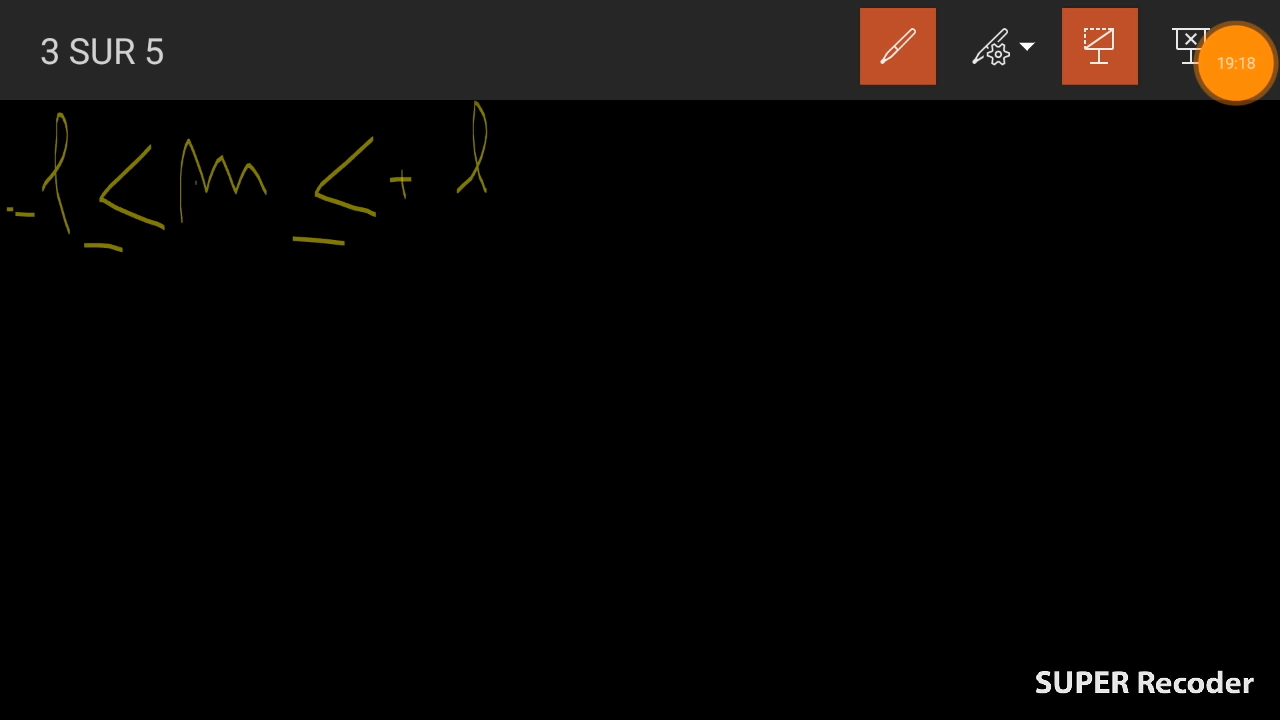 3 SUR 5
19:18
-l ≤ m ≤ + l
SUPER Recoder